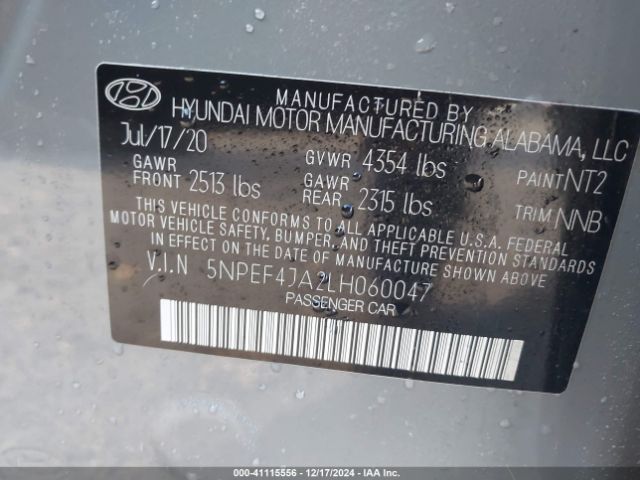 MANUFACTURED BY
HYUNDAI MOTOR MANUFACTURING ALABAMA, LLC
Jul/17/20 GVWR 4354 lbs PAINT NT2
GAWR FRONT 2513 lbs GAWR REAR 2315 lbs TRIM NNB
THIS VEHICLE CONFORMS TO ALL APPLICABLE U.S.A. FEDERAL
MOTOR VEHICLE SAFETY, BUMPER, AND THEFT PREVENTION STANDARDS
IN EFFECT ON THE DATE OF MANUFACTURE SHOWN ABOVE
V.I.N 5NPEF4JA2LH060047
PASSENGER CAR
000-41115556 - 12/17/2024 - IAA Inc.